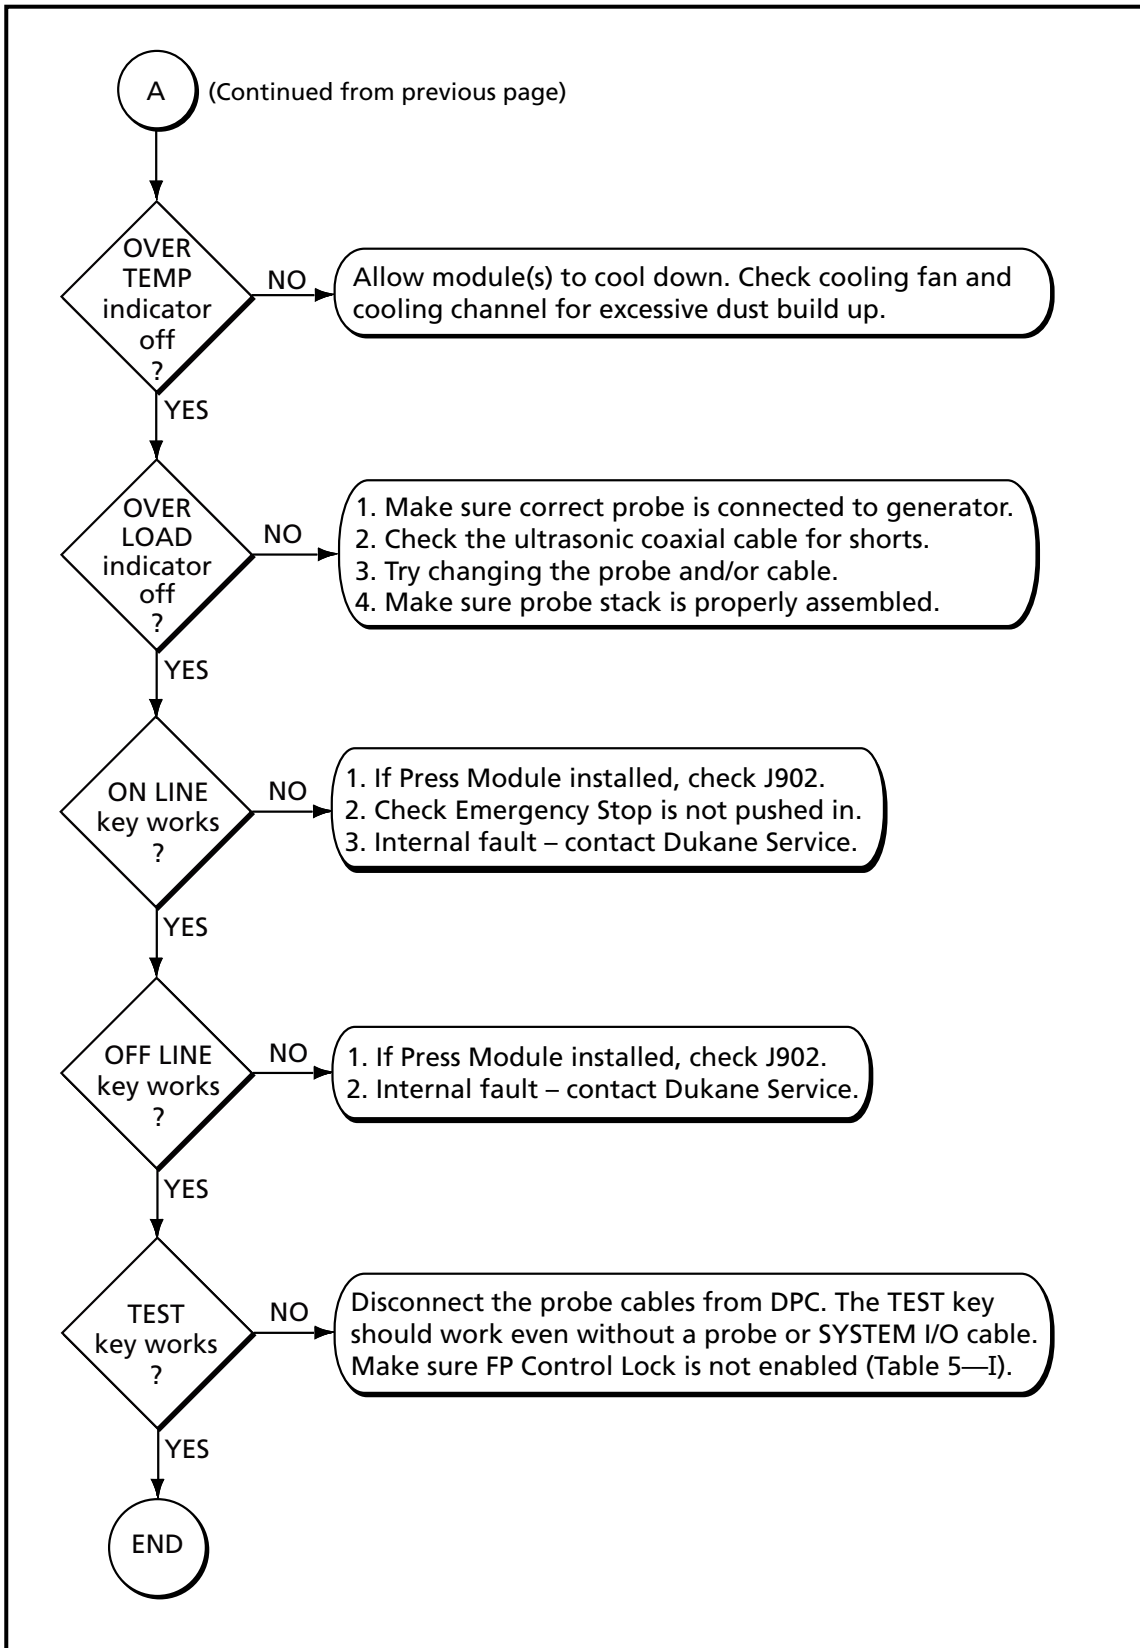 A
(Continued from previous page)
OVER
TEMP
indicator
off
?
NO
Allow module(s) to cool down. Check cooling fan and
cooling channel for excessive dust build up.
YES
OVER
LOAD
indicator
off
?
NO
1. Make sure correct probe is connected to generator.
2. Check the ultrasonic coaxial cable for shorts.
3. Try changing the probe and/or cable.
4. Make sure probe stack is properly assembled.
YES
ON LINE
key works
?
NO
1. If Press Module installed, check J902.
2. Check Emergency Stop is not pushed in.
3. Internal fault – contact Dukane Service.
YES
OFF LINE
key works
?
NO
1. If Press Module installed, check J902.
2. Internal fault – contact Dukane Service.
YES
TEST
key works
?
NO
Disconnect the probe cables from DPC. The TEST key
should work even without a probe or SYSTEM I/O cable.
Make sure FP Control Lock is not enabled (Table 5—I).
YES
END